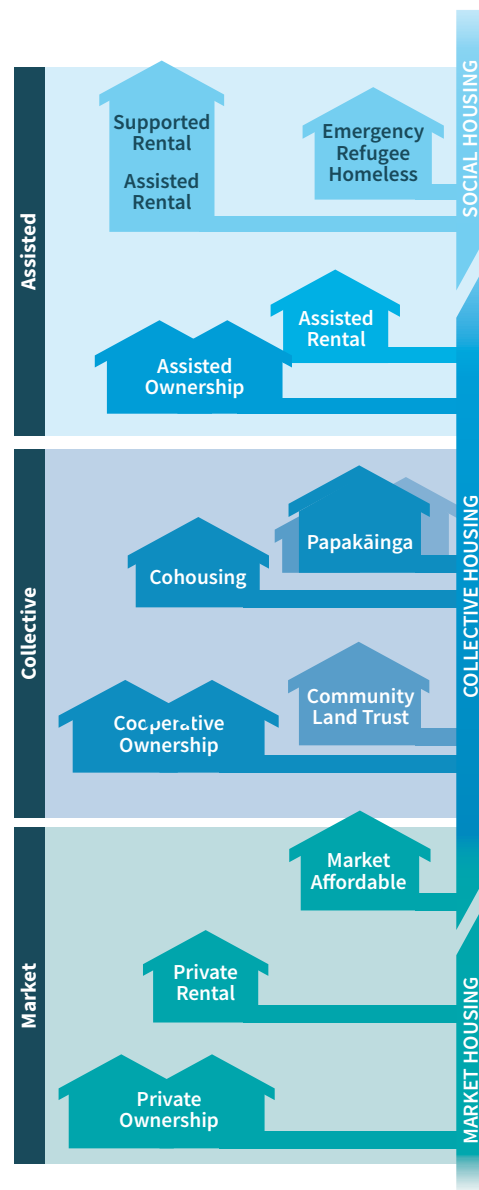 Assisted
Supported
Rental
Assisted
Rental
Emergency
Refugee
Homeless
SOCIAL HOUSING
Assisted
Rental
Assisted
Ownership
Collective
Papakāinga
Cohousing
COLLECTIVE HOUSING
Community
Land Trust
Cooperative
Ownership
Market
Market
Affordable
Private
Rental
MARKET HOUSING
Private
Ownership